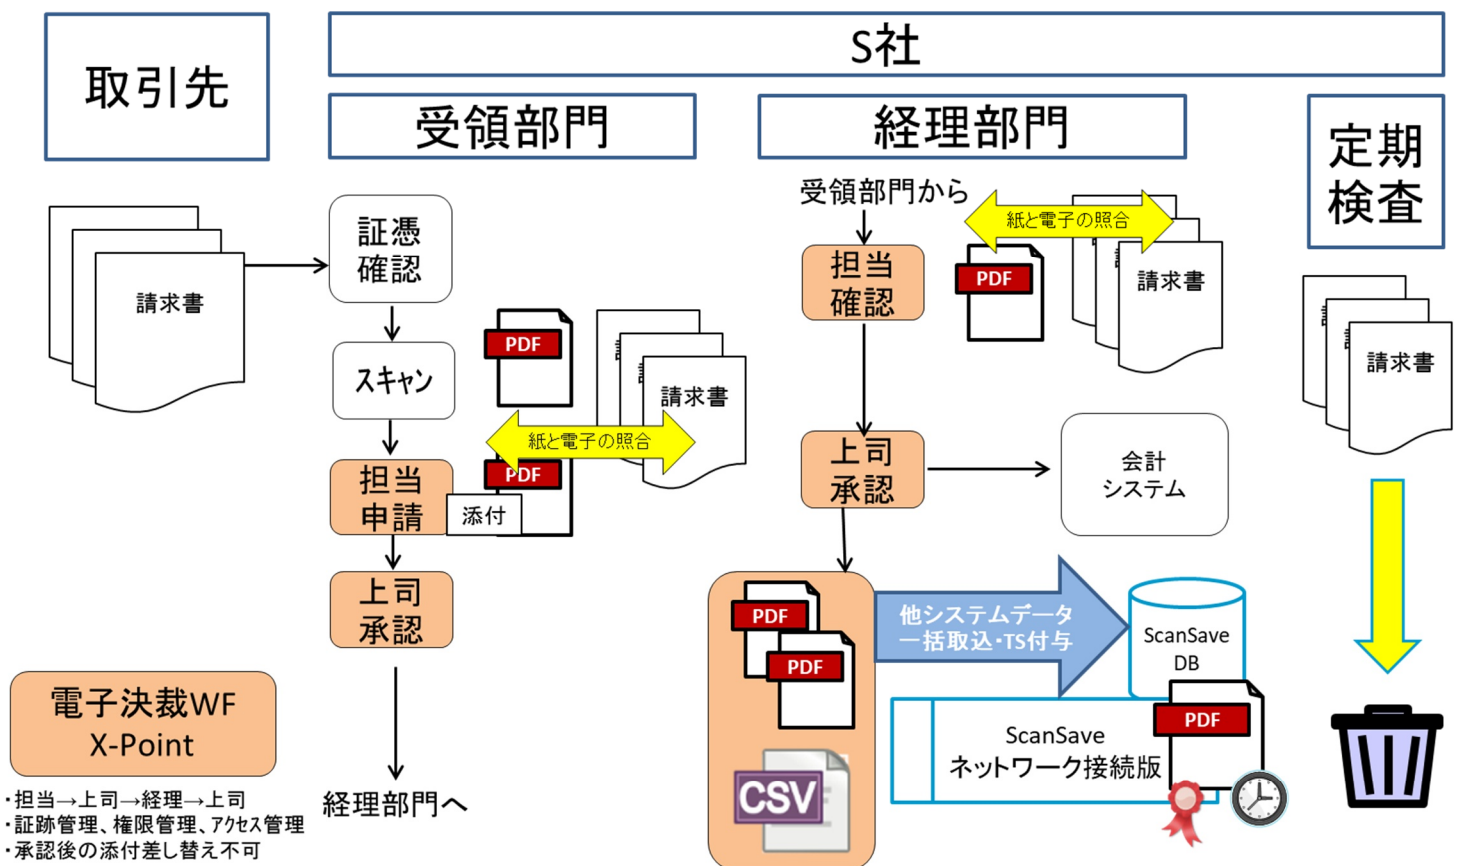 取引先
S社
受領部門
経理部門
定期
検査
請求書
証憑
確認
スキャン
PDF
請求書
紙と電子の照合
PDF
担当
申請
添付
上司
承認
経理部門へ
電子決裁WF
X-Point
・担当→上司→経理→上司
・証跡管理、権限管理、アクセス管理
・承認後の添付差し替え不可
受領部門から
紙と電子の照合
担当
確認
PDF
請求書
上司
承認
会計
システム
PDF
PDF
CSV
他システムデータ
一括取込・TS付与
ScanSave
DB
PDF
ScanSave
ネットワーク接続版
請求書